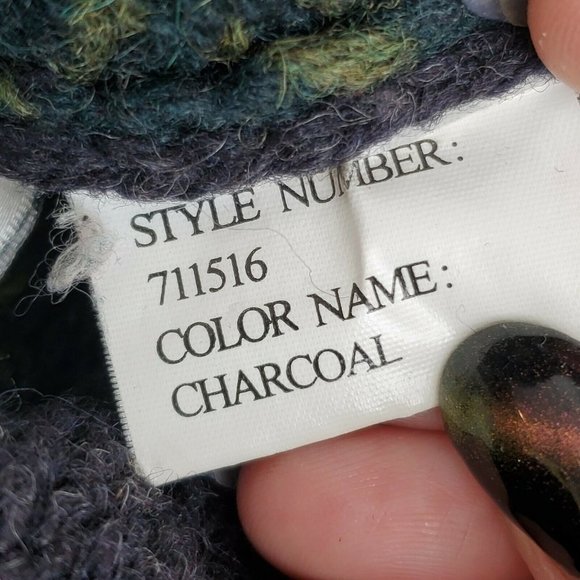 STYLE NUMBER:
711516
COLOR NAME:
CHARCOAL